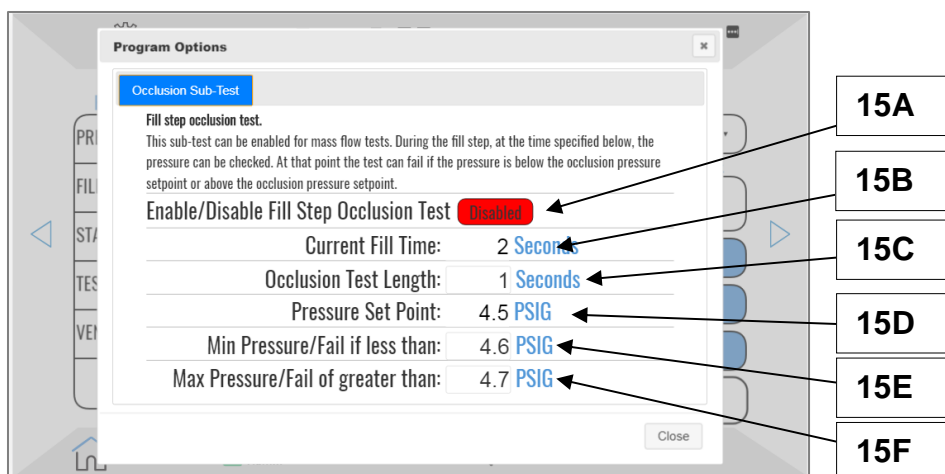 Program Options
×
Occlusion Sub-Test
Fill step occlusion test.
This sub-test can be enabled for mass flow tests. During the fill step, at the time specified below, the
pressure can be checked. At that point the test can fail if the pressure is below the occlusion pressure
setpoint or above the occlusion pressure setpoint.
Enable/Disable Fill Step Occlusion Test Disabled
Current Fill Time: 2 Seconds
Occlusion Test Length: 1 Seconds
Pressure Set Point: 4.5 PSIG
Min Pressure/Fail if less than: 4.6 PSIG
Max Pressure/Fail of greater than: 4.7 PSIG
Close
15A
15B
15C
15D
15E
15F